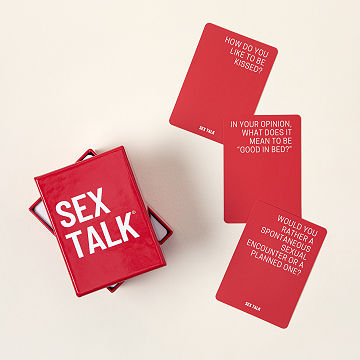 SEX
TALK®
HOW DO YOU
LIKE TO BE
KISSED?
SEX TALK
IN YOUR OPINION,
WHAT DOES IT
MEAN TO BE
"GOOD IN BED?"
WOULD YOU
RATHER A
SPONTANEOUS
SEXUAL
ENCOUNTER OR A
PLANNED ONE?
SEX TALK